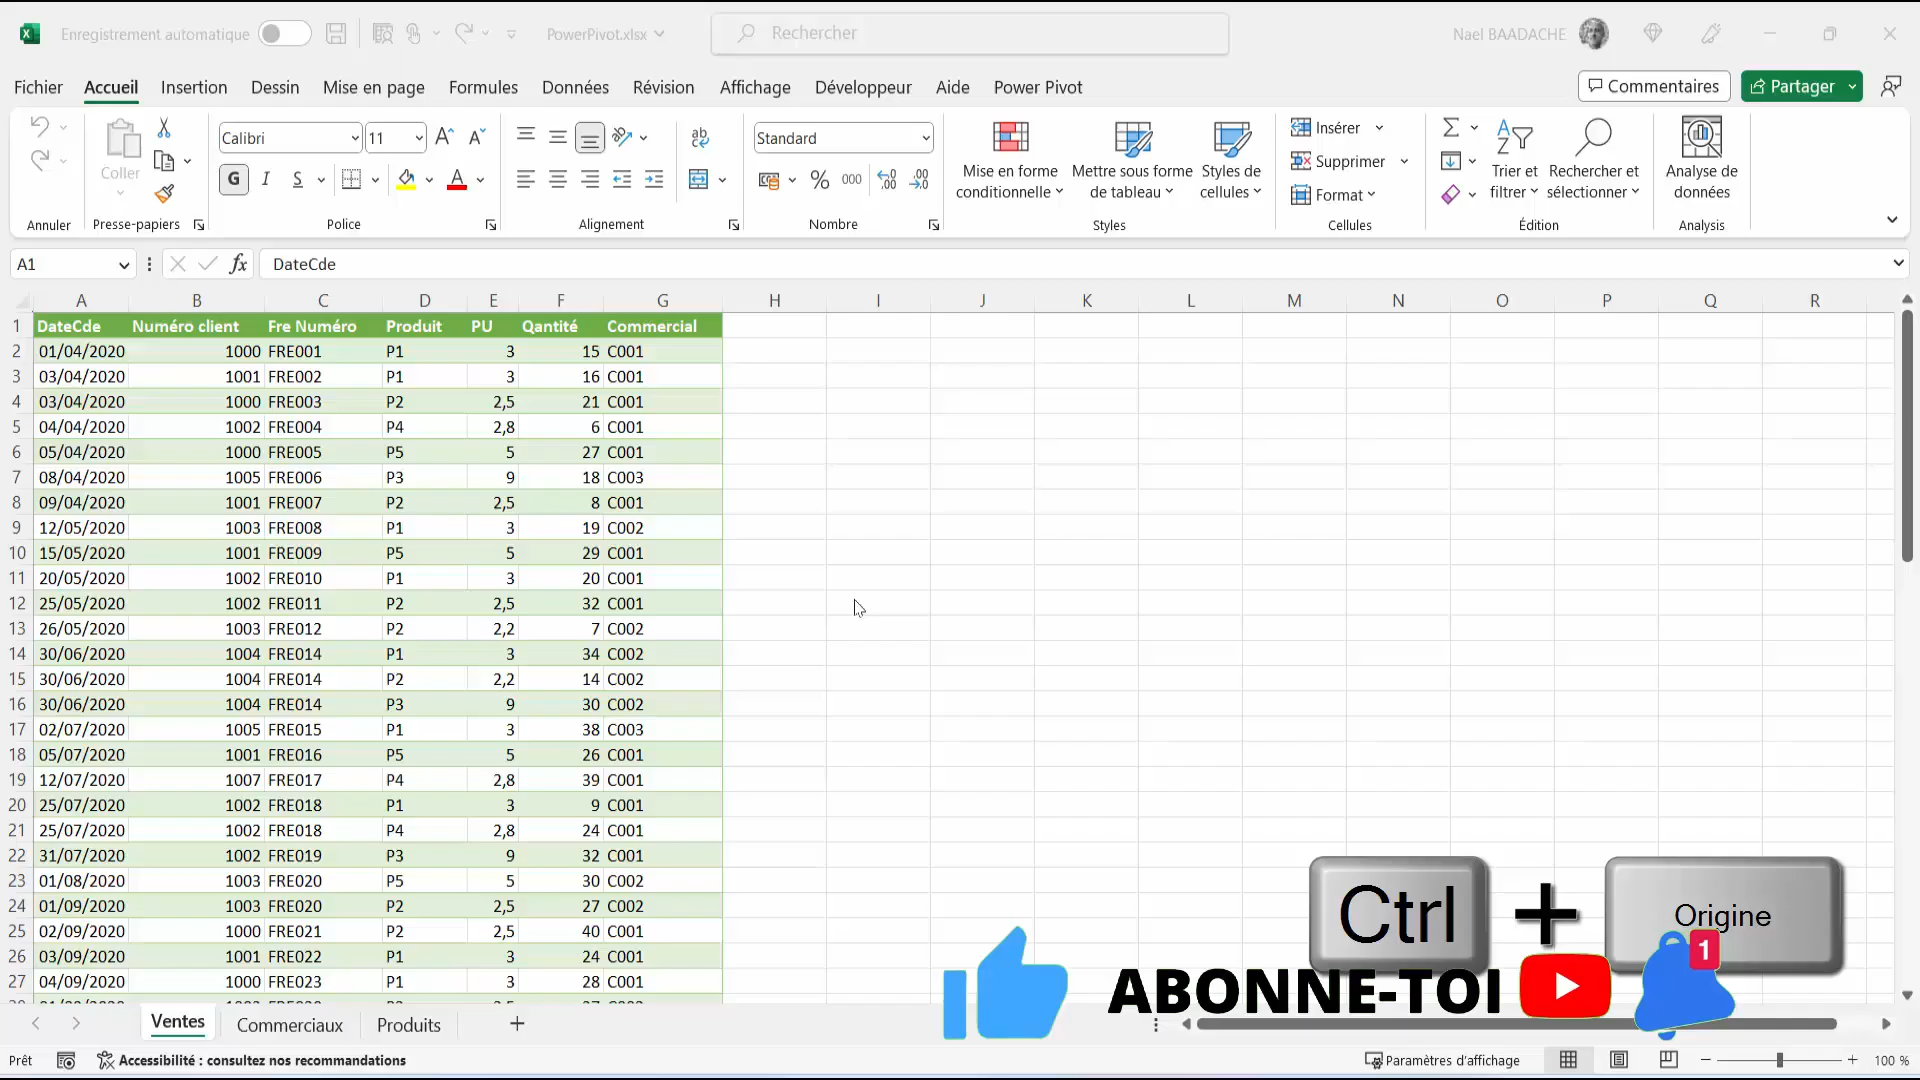 Enregistrement automatique PowerPivot.xlsx Rechercher Nael BAADACHE
Fichier Accueil Insertion Dessin Mise en page Formules Données Révision Affichage Développeur Aide Power Pivot Commentaires Partager
Calibri 11 Standard
Coller
G I S
Mise en forme conditionnelle
Mettre sous forme de tableau
Styles de cellules
Insérer
Supprimer
Format
Trier et filtrer
Rechercher et sélectionner
Analyse de données
Annuler Presse-papiers Police Alignement Nombre Styles Cellules Édition Analysis
A1 fx DateCde
A B C D E F G H I J K L M N O P Q R
1 DateCde Numéro client Fre Numéro Produit PU Qantité Commercial
2 01/04/2020 1000 FRE001 P1 3 15 C001
3 03/04/2020 1001 FRE002 P1 3 16 C001
4 03/04/2020 1000 FRE003 P2 2,5 21 C001
5 04/04/2020 1002 FRE004 P4 2,8 6 C001
6 05/04/2020 1000 FRE005 P5 5 27 C001
7 08/04/2020 1005 FRE006 P3 9 18 C003
8 09/04/2020 1001 FRE007 P2 2,5 8 C001
9 12/05/2020 1003 FRE008 P1 3 19 C002
10 15/05/2020 1001 FRE009 P5 5 29 C001
11 20/05/2020 1002 FRE010 P1 3 20 C001
12 25/05/2020 1002 FRE011 P2 2,5 32 C001
13 26/05/2020 1003 FRE012 P2 2,2 7 C002
14 30/06/2020 1004 FRE014 P1 3 34 C002
15 30/06/2020 1004 FRE014 P2 2,2 14 C002
16 30/06/2020 1004 FRE014 P3 9 30 C002
17 02/07/2020 1005 FRE015 P1 3 38 C003
18 05/07/2020 1001 FRE016 P5 5 26 C001
19 12/07/2020 1007 FRE017 P4 2,8 39 C001
20 25/07/2020 1002 FRE018 P1 3 9 C001
21 25/07/2020 1002 FRE018 P4 2,8 24 C001
22 31/07/2020 1002 FRE019 P3 9 32 C001
23 01/08/2020 1003 FRE020 P5 5 30 C002
24 01/09/2020 1003 FRE020 P2 2,5 27 C002
25 02/09/2020 1000 FRE021 P2 2,5 40 C001
26 03/09/2020 1001 FRE022 P1 3 24 C001
27 04/09/2020 1000 FRE023 P1 3 28 C001
Ctrl + Origine
1
ABONNE-TOI
Ventes Commerciaux Produits
Prêt Accessibilité : consultez nos recommandations Paramètres d'affichage 100 %